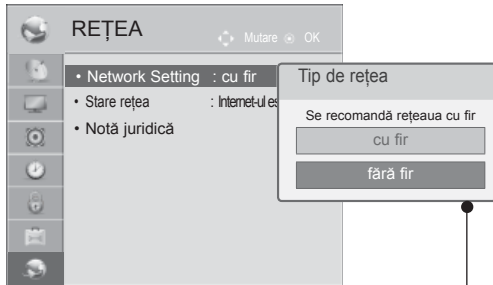 REȚEA
Mutare OK
• Network Setting : cu fir
• Stare rețea : Internet-ul es
• Notă juridică
Tip de rețea
Se recomandă rețeaua cu fir
cu fir
fără fir